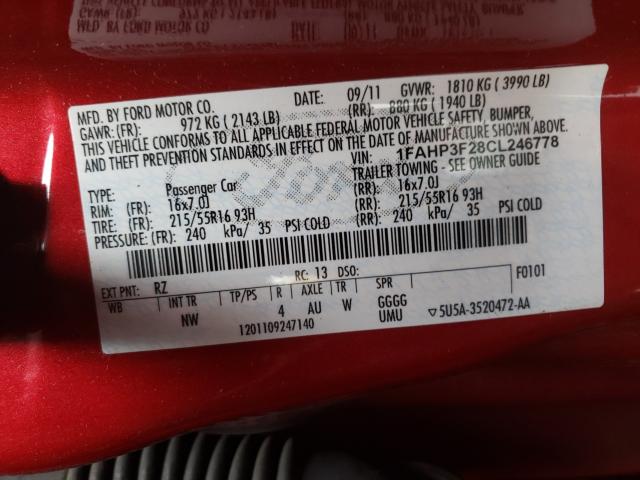 MFD. BY FORD MOTOR CO.
DATE: 09/11 GVWR: 1810 KG ( 3990 LB)
GAWR: (FR): 972 KG ( 2143 LB) (RR): 880 KG ( 1940 LB)
THIS VEHICLE CONFORMS TO ALL APPLICABLE FEDERAL MOTOR VEHICLE SAFETY, BUMPER,
AND THEFT PREVENTION STANDARDS IN EFFECT ON THE DATE OF MANUFACTURE SHOWN ABOVE.
VIN: 1FAHP3F28CL246778
TYPE: Passenger Car TRAILER TOWING - SEE OWNER GUIDE
RIM: (FR): 16x7.0J (RR): 16x7.0J
TIRE: (FR): 215/55R16 93H (RR): 215/55R16 93H
PRESSURE: (FR): 240 kPa/ 35 PSI COLD (RR): 240 kPa/ 35 PSI COLD
EXT PNT: RZ RC: 13 DSO: F0101
WB INT TR TP/PS R AXLE TR SPR
NW 4 AU W GGGG
UMU
1201109247140
▽5U5A-3520472-AA